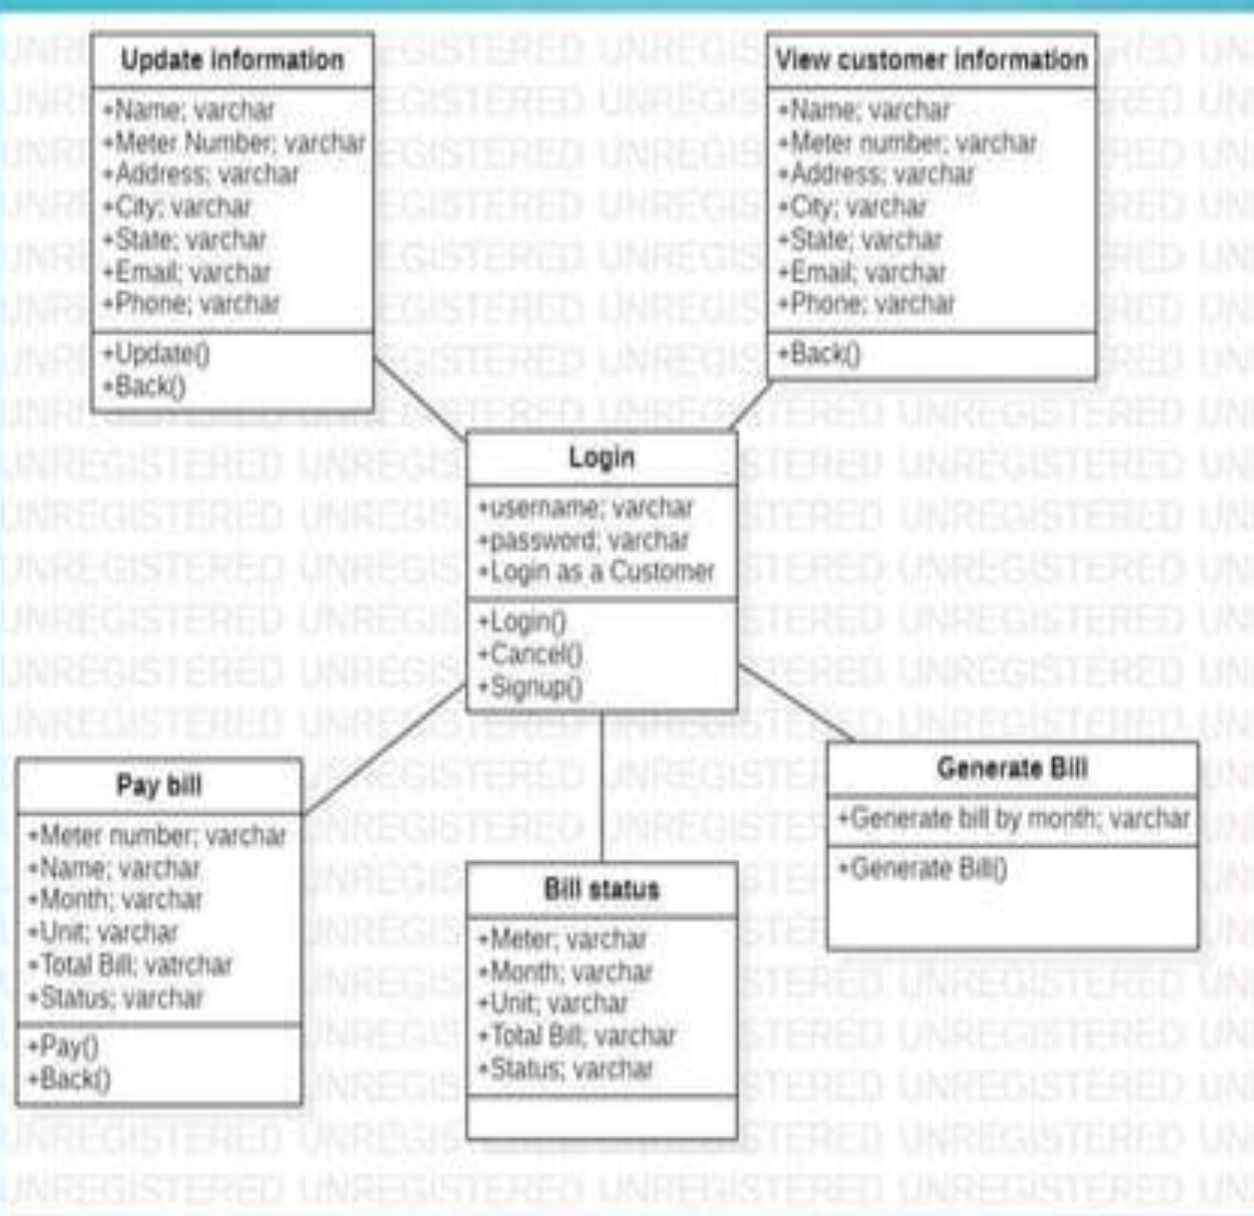 Update information
+Name; varchar
+Meter Number; varchar
+Address; varchar
+City; varchar
+State; varchar
+Email; varchar
+Phone; varchar
+Update()
+Back()
View customer information
+Name; varchar
+Meter number; varchar
+Address; varchar
+City; varchar
+State; varchar
+Email; varchar
+Phone; varchar
+Back()
Login
+username; varchar
+password; varchar
+Login as a Customer
+Login()
+Cancel()
+Signup()
Pay bill
+Meter number; varchar
+Name; varchar
+Month; varchar
+Unit; varchar
+Total Bill; vatrchar
+Status; varchar
+Pay()
+Back()
Bill status
+Meter; varchar
+Month; varchar
+Unit; varchar
+Total Bill; varchar
+Status; varchar
Generate Bill
+Generate bill by month; varchar
+Generate Bill()
UNREGISTERED